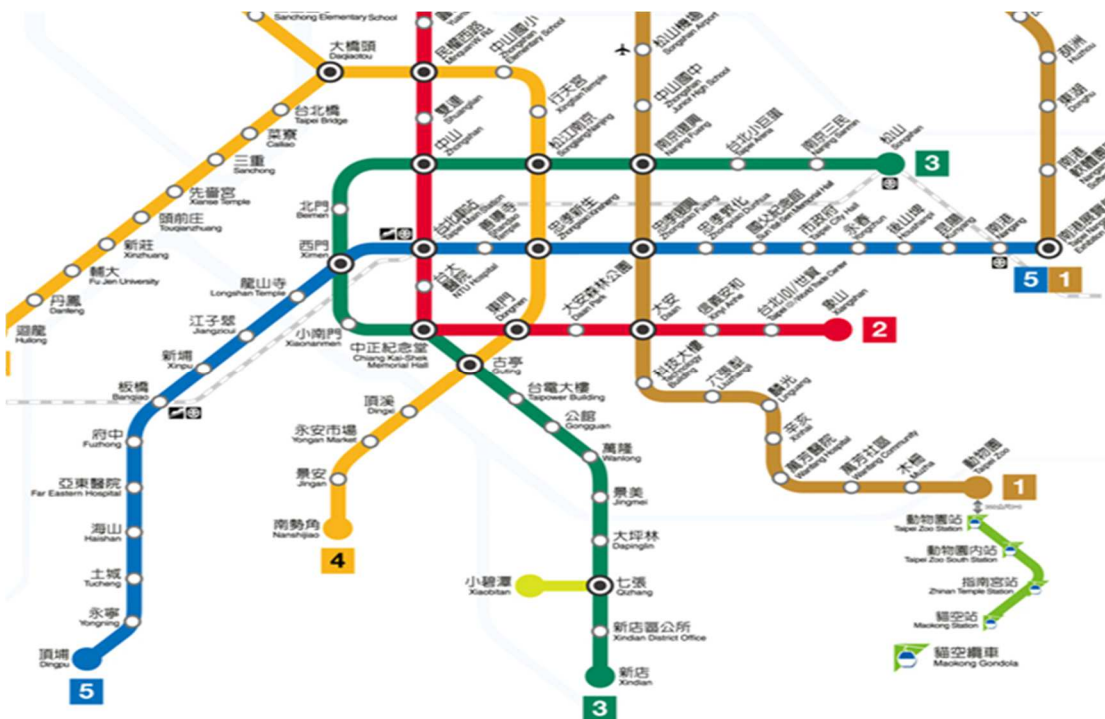 Sanchong Elementary School
大橋頭
Daqiaotou
台北橋
Taipei Bridge
菜寮
Cailiao
三重
Sanchong
先嗇宮
Xianse Temple
頭前庄
Touqianzhuang
新莊
Xinzhuang
輔大
Fu Jen University
丹鳳
Danfeng
迴龍
Huilong
民權西路
Minquan W. Rd.
中山國小
Zhongshan
Elementary School
行天宮
Xingtian Temple
松江南京
Songjiang Nanjing
雙連
Shuanglian
中山
Zhongshan
松山機場
Songshan Airport
中山國中
Zhongshan
Junior High School
南京復興
Nanjing Fuxing
台北小巨蛋
Taipei Arena
南京三民
Nanjing Sanmin
松山
Songshan
3
葫洲
Huzhou
東湖
Donghu
南港
軟體園區
北門
Beimen
西門
Ximen
台北車站
Taipei Main Station
善導寺
Shandao
Temple
忠孝新生
Zhongxiao Xinsheng
忠孝復興
Zhongxiao Fuxing
忠孝敦化
Zhongxiao Dunhua
國父紀念館
Sun Yat-Sen Memorial Hall
市政府
Taipei City Hall
永春
Yongchun
後山埤
Houshanpi
昆陽
Kunyang
南港
Nangang
5
1
龍山寺
Longshan Temple
江子翠
Jiangzicui
新埔
Xinpu
板橋
Banqiao
府中
Fuzhong
亞東醫院
Far Eastern Hospital
海山
Haishan
土城
Tucheng
永寧
Yongning
頂埔
Dingpu
5
台大
醫院
NTU Hospital
小南門
Xiaonanmen
中正紀念堂
Chiang Kai-Shek
Memorial Hall
東門
Dongmen
大安森林公園
Daan Park
大安
Daan
信義安和
Xinyi Anhe
台北101/世貿
Taipei 101/World Trade Center
象山
Xiangshan
2
古亭
Guting
頂溪
Dingxi
永安市場
Yongan Market
景安
Jingan
南勢角
Nanshijiao
4
台電大樓
Taipower Building
公館
Gongguan
萬隆
Wanlong
景美
Jingmei
大坪林
Dapinglin
小碧潭
Xiaobitan
七張
Qizhang
新店區公所
Xindian District Office
新店
Xindian
3
科技大樓
Technology
Building
六張犁
Liuzhangli
麟光
Linguang
辛亥
Xinhai
萬芳醫院
Wanfang Hospital
萬芳社區
Wanfang Community
木柵
Muzha
動物園
Taipei Zoo
1
動物園站
Taipei Zoo Station
動物園內站
Taipei Zoo South Station
指南宮站
Zhinan Temple Station
貓空站
Maokong Station
貓空纜車
Maokong Gondola